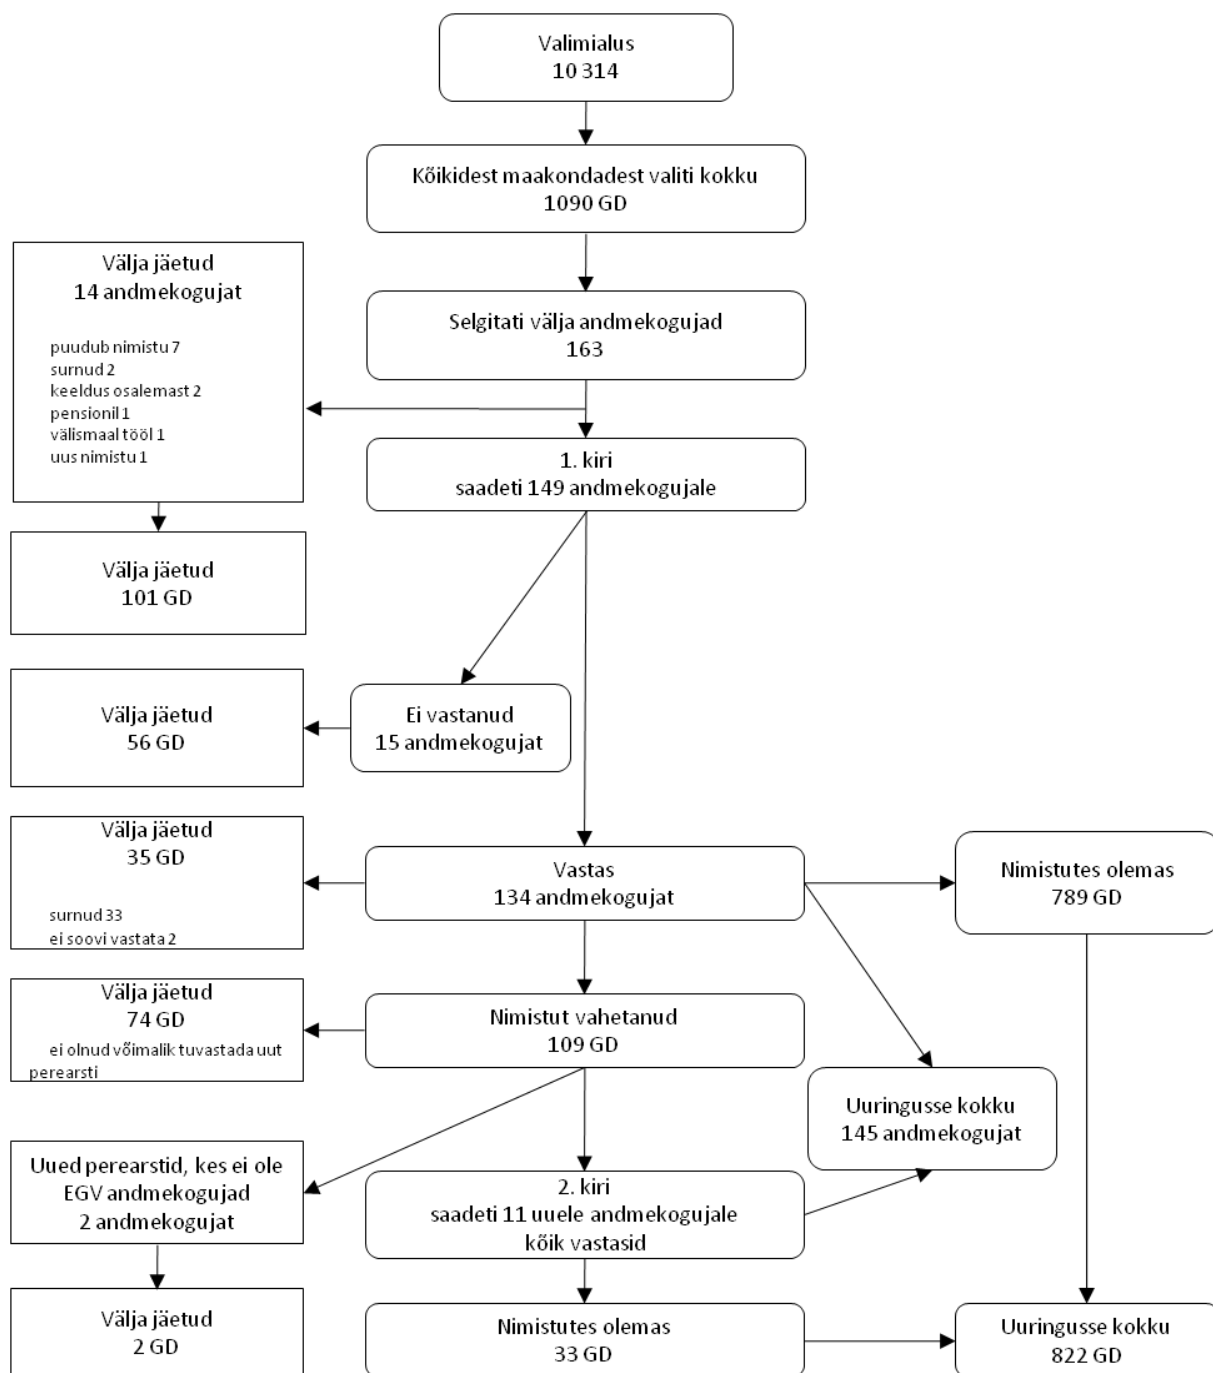 Valimialus
10 314
Kõikidest maakondadest valiti kokku
1090 GD
Välja jäetud
14 andmekogujat
puudub nimistu 7
surnud 2
keeldus osalemast 2
pensionil 1
välismaal tööl 1
uus nimistu 1
Selgitati välja andmekogujad
163
1. kiri
saadeti 149 andmekogujale
Välja jäetud
101 GD
Välja jäetud
56 GD
Ei vastanud
15 andmekogujat
Välja jäetud
35 GD
surnud 33
ei soovi vastata 2
Vastas
134 andmekogujat
Nimistutes olemas
789 GD
Välja jäetud
74 GD
ei olnud võimalik tuvastada uut
perearsti
Nimistut vahetanud
109 GD
Uuringusse kokku
145 andmekogujat
Uued perearstid, kes ei ole
EGV andmekogujad
2 andmekogujat
2. kiri
saadeti 11 uuele andmekogujale
kõik vastasid
Välja jäetud
2 GD
Nimistutes olemas
33 GD
Uuringusse kokku
822 GD